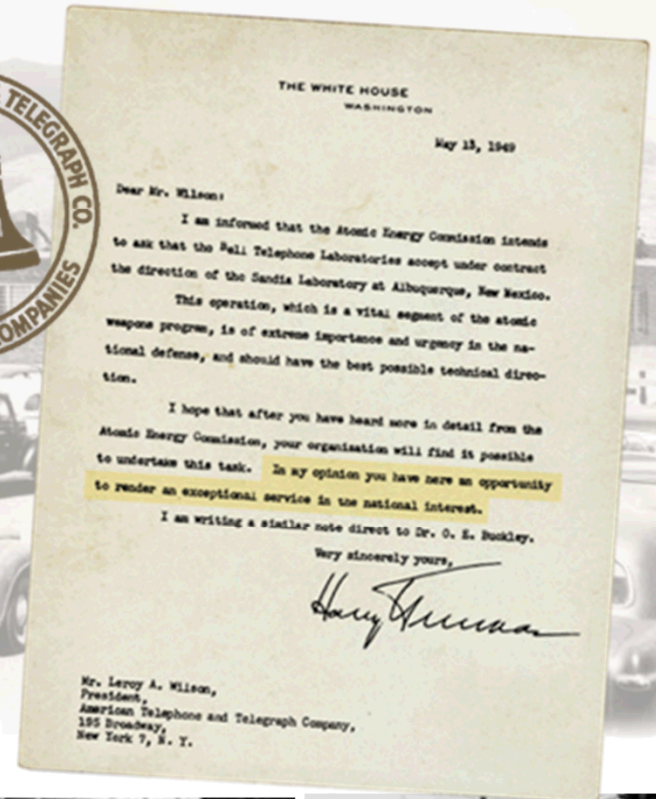 TELEGRAPH CO.
COMPANIES
THE WHITE HOUSE
WASHINGTON
May 13, 1949
Dear Mr. Wilson:
I am informed that the Atomic Energy Commission intends
to ask that the Bell Telephone Laboratories accept under contract
the direction of the Sandia Laboratory at Albuquerque, New Mexico.
This operation, which is a vital segment of the atomic
weapons program, is of extreme importance and urgency in the na-
tional defense, and should have the best possible technical direc-
tion.
I hope that after you have heard more in detail from the
Atomic Energy Commission, your organization will find it possible
to undertake this task. In my opinion you have here an opportunity
to render an exceptional service in the national interest.
I am writing a similar note direct to Dr. O. E. Buckley.
Very sincerely yours,
Harry Truman
Mr. Leroy A. Wilson,
President,
American Telephone and Telegraph Company,
195 Broadway,
New York 7, N. Y.